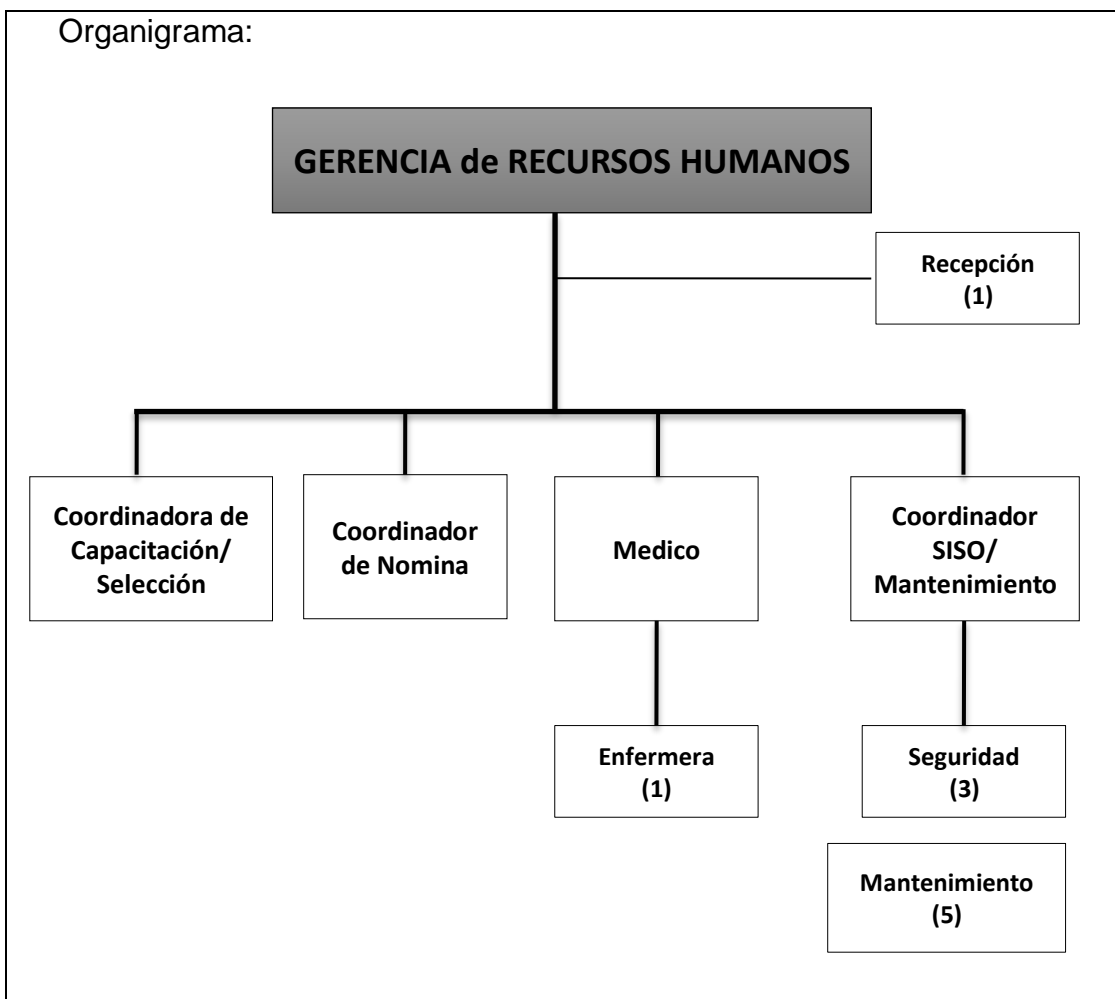 Organigrama:
GERENCIA de RECURSOS HUMANOS
Recepción
(1)
Coordinadora de
Capacitación/
Selección
Coordinador
de Nomina
Medico
Coordinador
SISO/
Mantenimiento
Enfermera
(1)
Seguridad
(3)
Mantenimiento
(5)